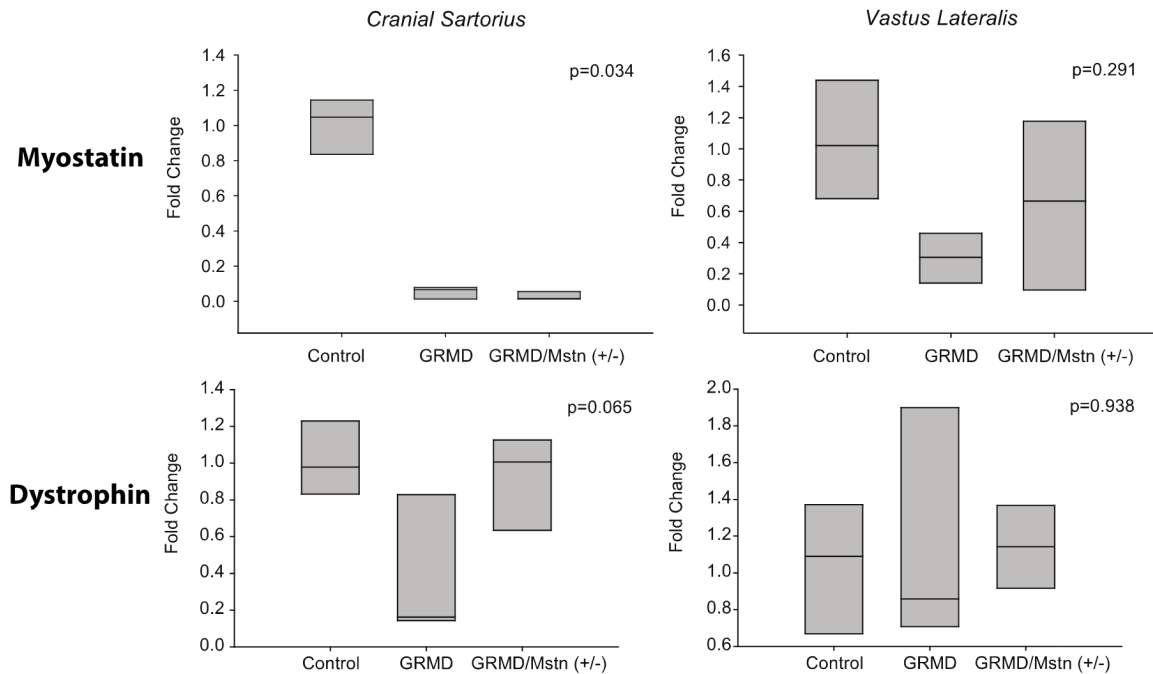 Cranial Sartorius
Vastus Lateralis
Myostatin
Fold Change
1.4
1.2
1.0
0.8
0.6
0.4
0.2
0.0
p=0.034
Control
GRMD
GRMD/Mstn (+/-)
Fold Change
1.6
1.4
1.2
1.0
0.8
0.6
0.4
0.2
0.0
p=0.291
Control
GRMD
GRMD/Mstn (+/-)
Dystrophin
Fold Change
1.4
1.2
1.0
0.8
0.6
0.4
0.2
0.0
p=0.065
Control
GRMD
GRMD/Mstn (+/-)
Fold Change
2.0
1.8
1.6
1.4
1.2
1.0
0.8
0.6
p=0.938
Control
GRMD
GRMD/Mstn (+/-)